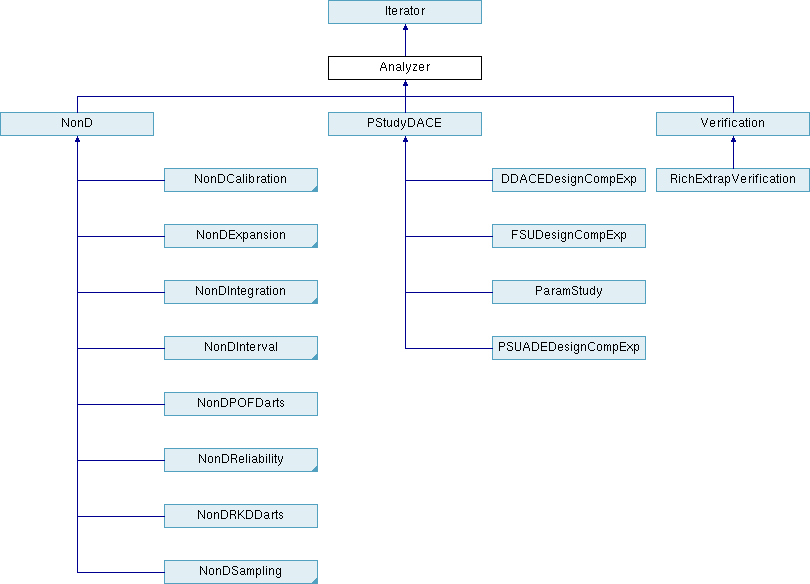 Iterator
Analyzer
NonD
PStudyDACE
Verification
NonDCalibration
DDACEDesignCompExp
RichExtrapVerification
NonDExpansion
FSUDesignCompExp
NonDIntegration
ParamStudy
NonDInterval
PSUADEDesignCompExp
NonDPOFDarts
NonDReliability
NonDRKDDarts
NonDSampling